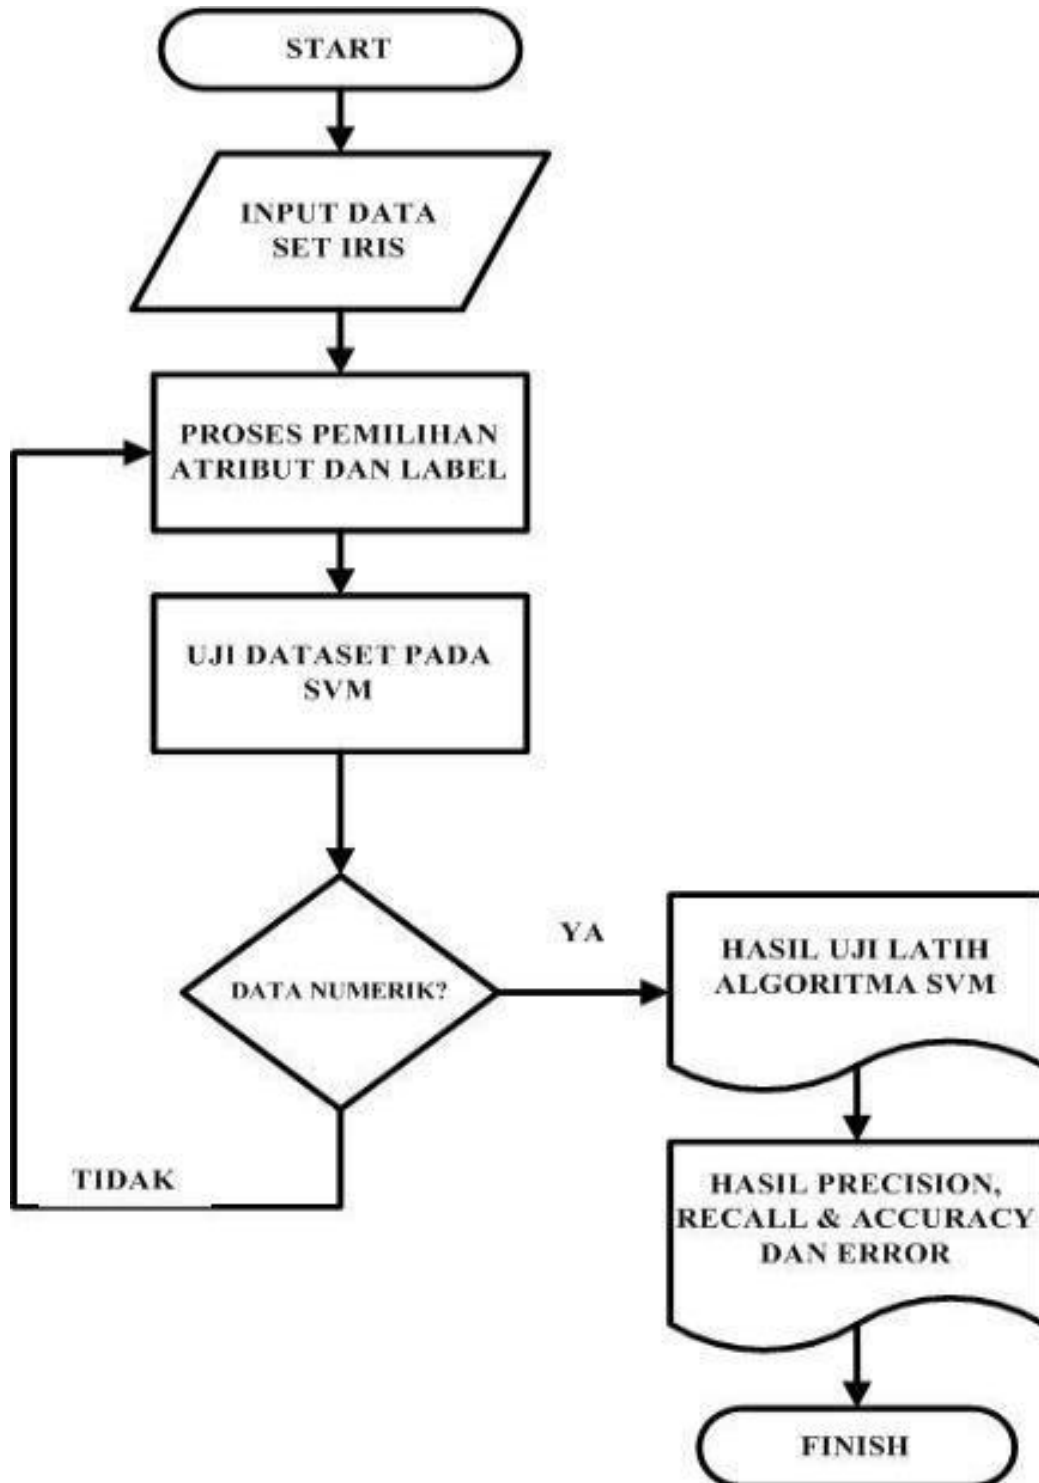 START
INPUT DATA
SET IRIS
PROSES PEMILIHAN
ATRIBUT DAN LABEL
UJI DATASET PADA
SVM
DATA NUMERIK?
YA
TIDAK
HASIL UJI LATIH
ALGORITMA SVM
HASIL PRECISION,
RECALL & ACCURACY
DAN ERROR
FINISH